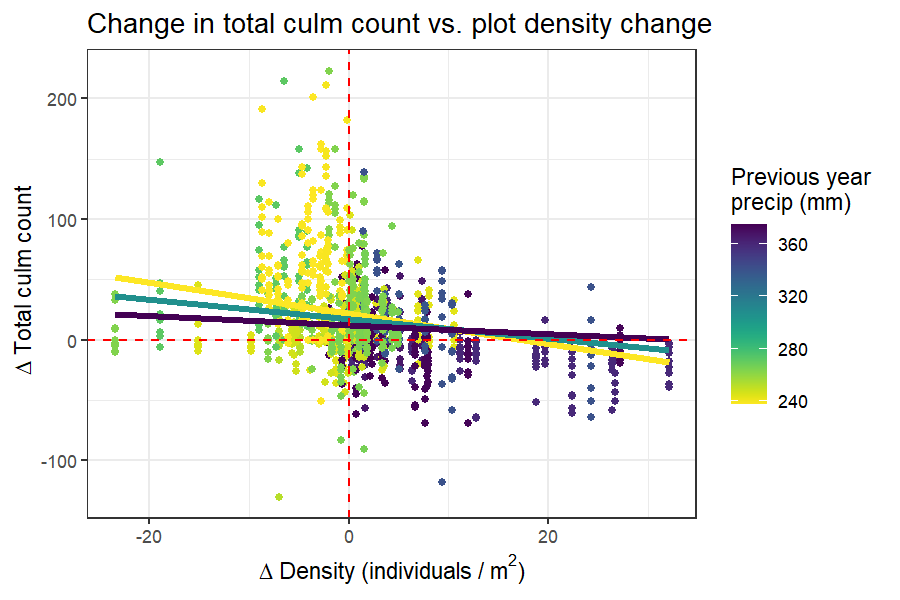 Change in total culm count vs. plot density change
Δ Total culm count
200
100
0
-100
-20
0
20
Δ Density (individuals / m²)
Previous year
precip (mm)
360
320
280
240